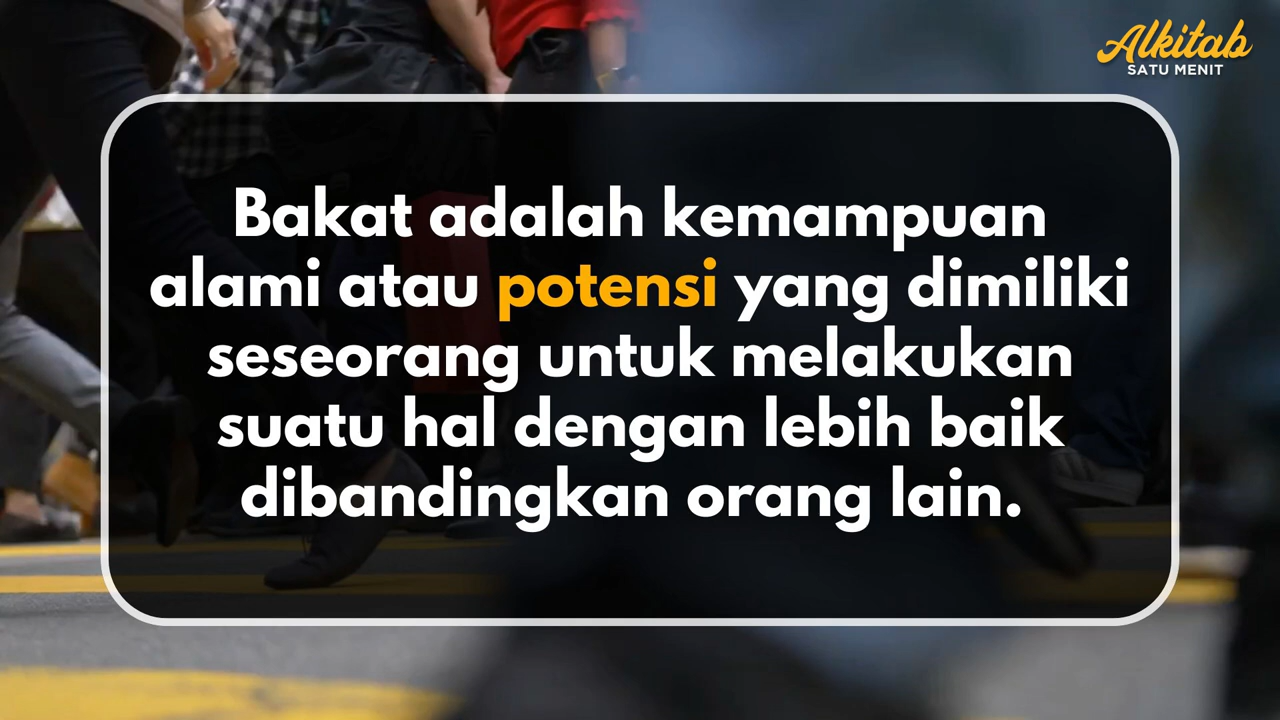 Alkitab
SATU MENIT
Bakat adalah kemampuan
alami atau potensi yang dimiliki
seseorang untuk melakukan
suatu hal dengan lebih baik
dibandingkan orang lain.